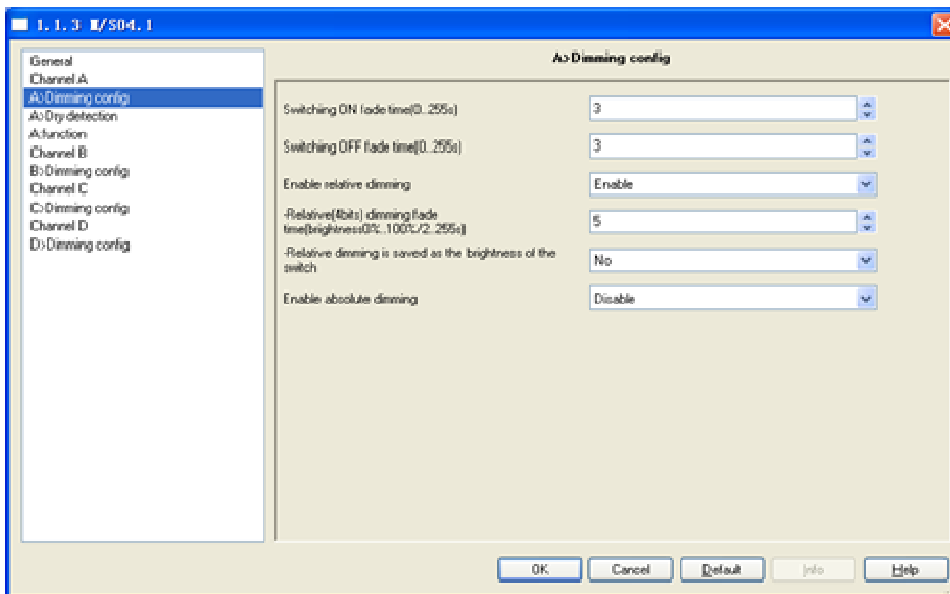 1.1.3: M/S04.1
General
Channel A
A>Dimming config
A>Dry detection
A function
Channel B
B>Dimming config
Channel C
C>Dimming config
Channel D
D>Dimming config
A>Dimming config
Switching ON fade time(0..255s)
3
Switching OFF fade time(0..255s)
3
Enable relative dimming
Enable
-Relative(4bits) dimming fade
time(brightness0%..100%/2..255s)
5
-Relative dimming is saved as the brightness of the
switch
No
Enable absolute dimming
Disable
OK
Cancel
Default
Info
Help